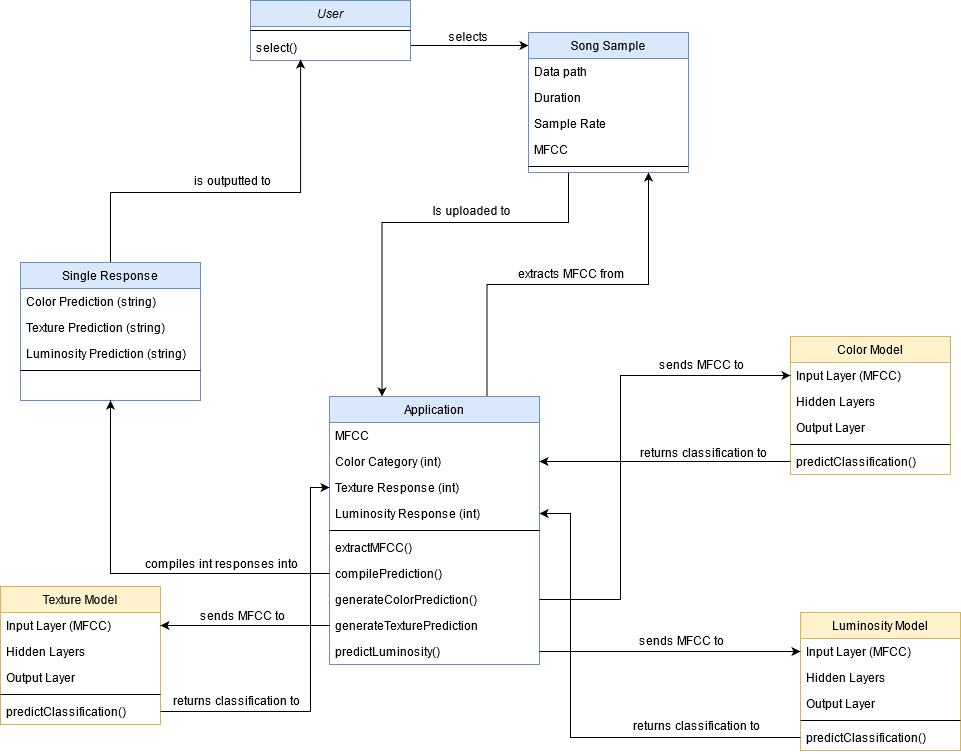 User
select()
selects
Song Sample
Data path
Duration
Sample Rate
MFCC
is outputted to
Is uploaded to
extracts MFCC from
Single Response
Color Prediction (string)
Texture Prediction (string)
Luminosity Prediction (string)
Application
MFCC
Color Category (int)
Texture Response (int)
Luminosity Response (int)
extractMFCC()
compilePrediction()
generateColorPrediction()
generateTexturePrediction
predictLuminosity()
sends MFCC to
returns classification to
Color Model
Input Layer (MFCC)
Hidden Layers
Output Layer
predictClassification()
compiles int responses into
Texture Model
Input Layer (MFCC)
Hidden Layers
Output Layer
predictClassification()
sends MFCC to
returns classification to
sends MFCC to
returns classification to
Luminosity Model
Input Layer (MFCC)
Hidden Layers
Output Layer
predictClassification()